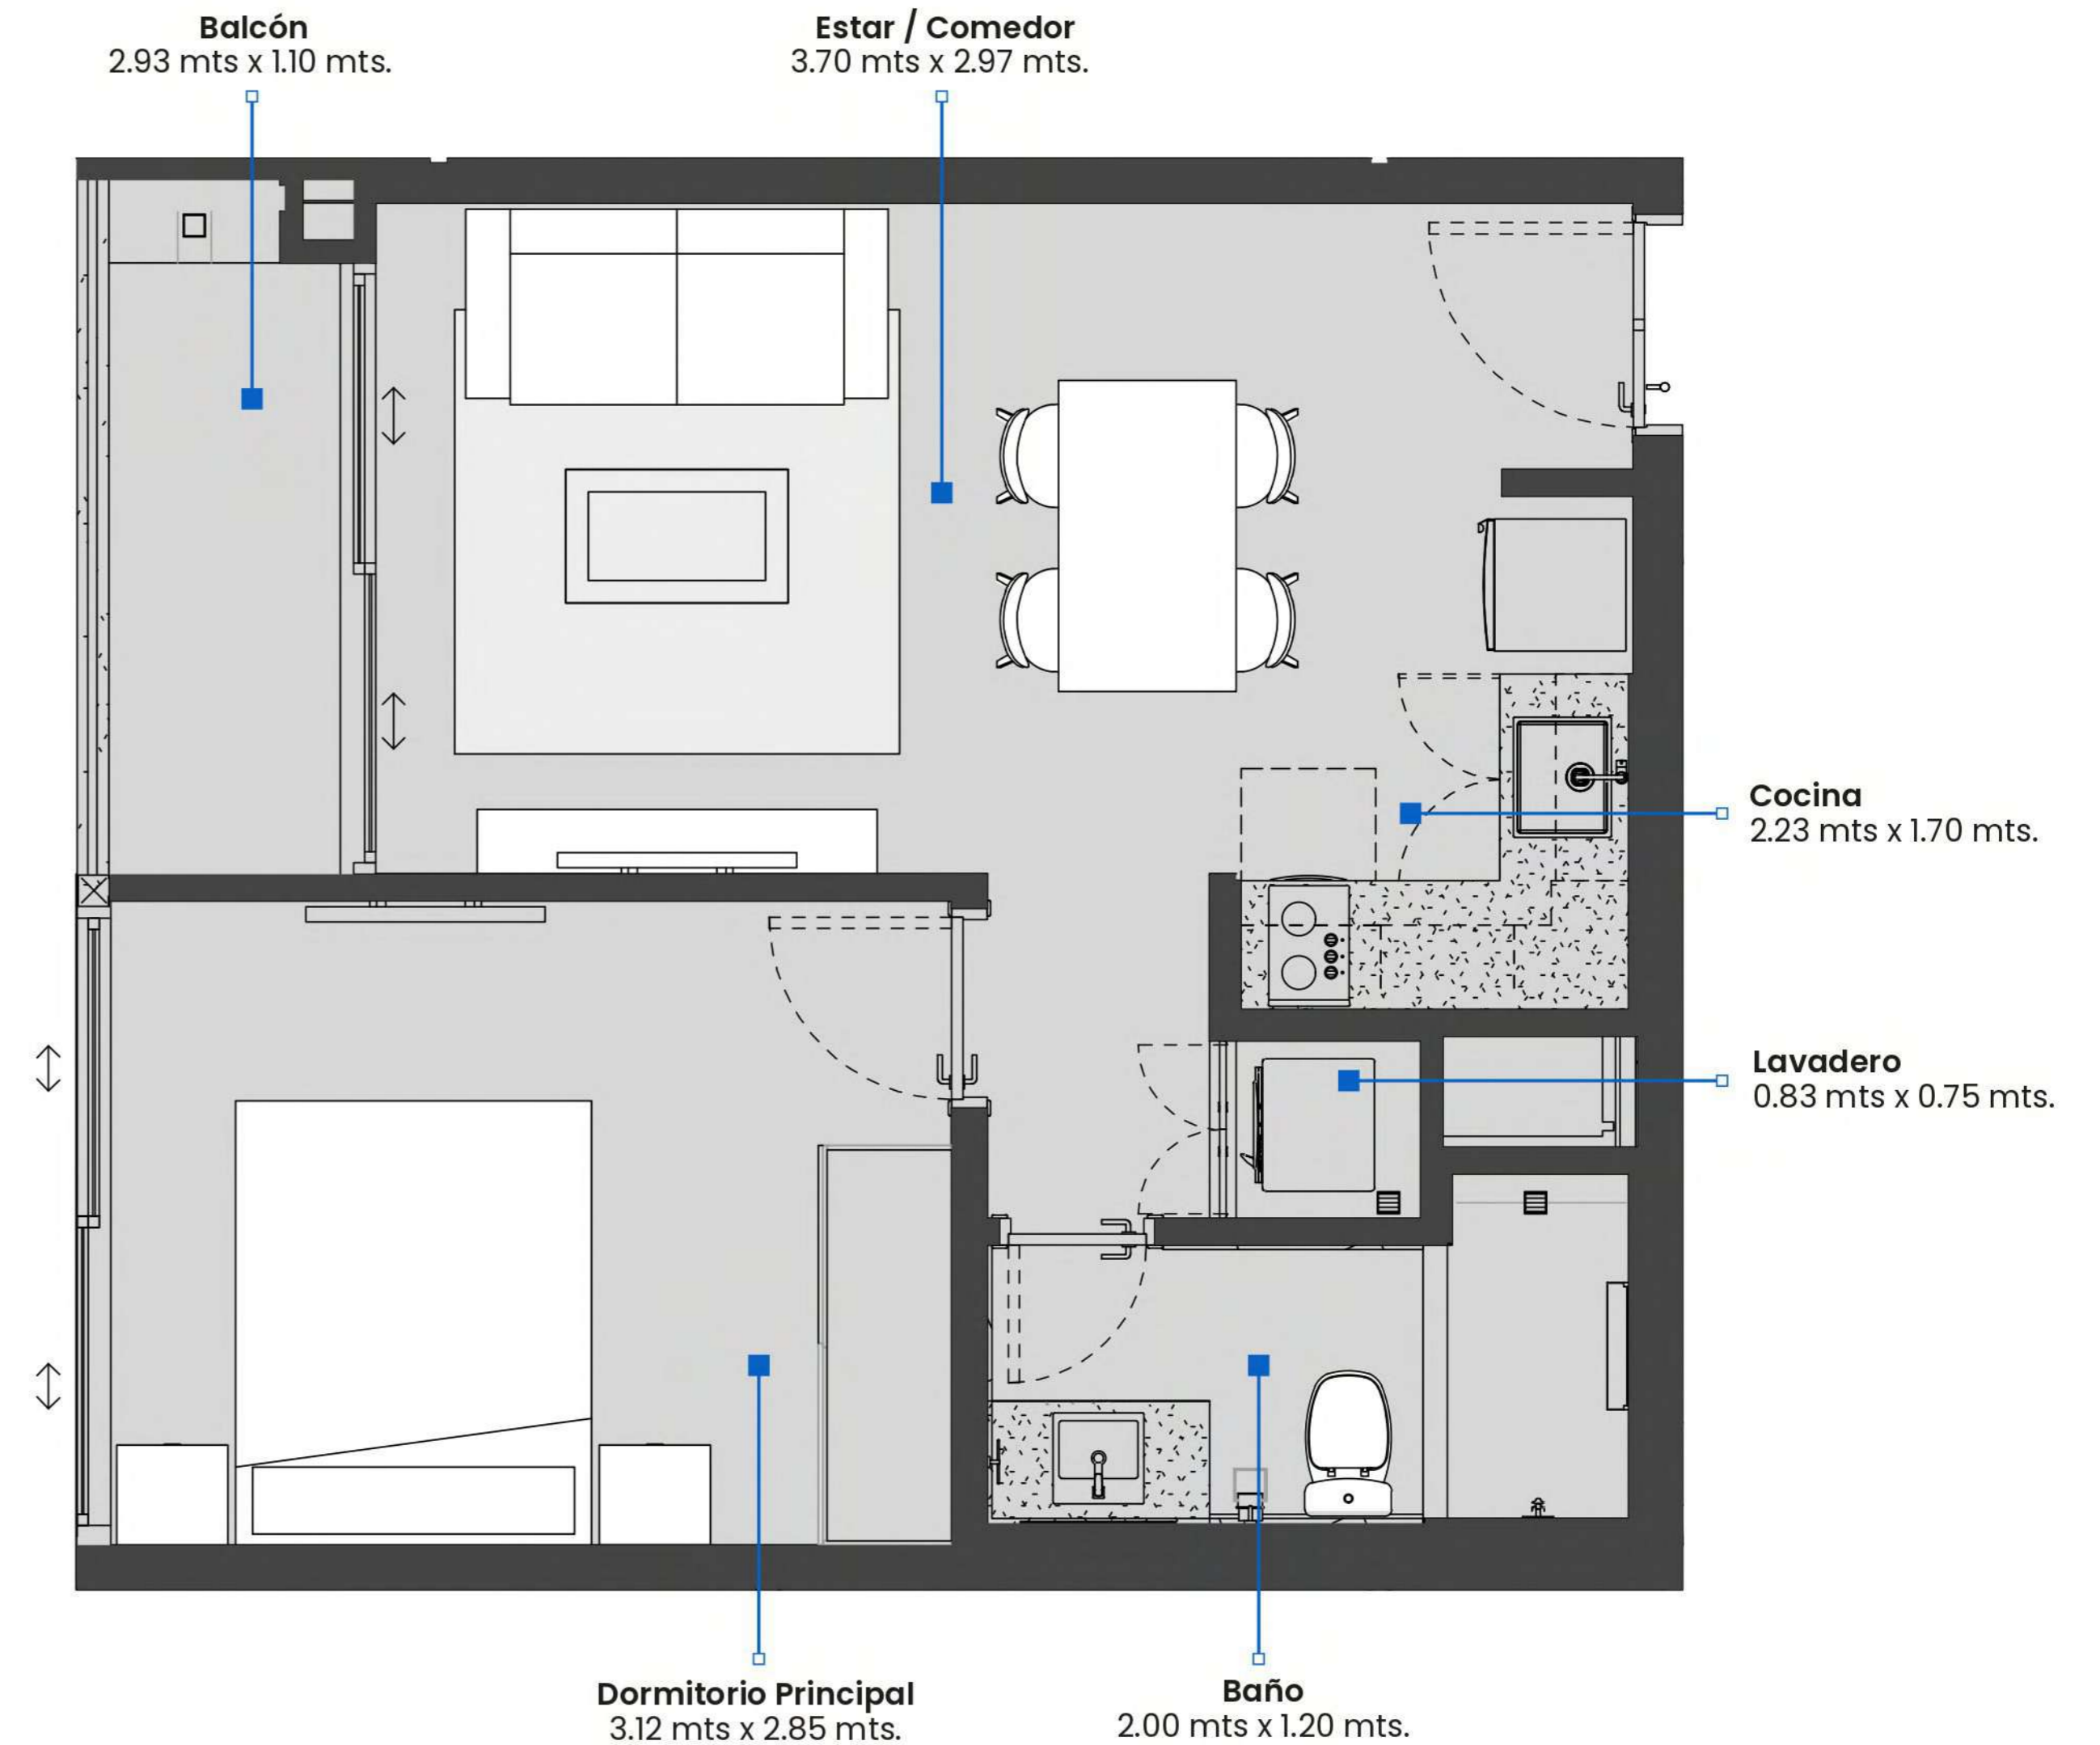 Balcón
2.93 mts x 1.10 mts.
Estar / Comedor
3.70 mts x 2.97 mts.
Cocina
2.23 mts x 1.70 mts.
Lavadero
0.83 mts x 0.75 mts.
Dormitorio Principal
3.12 mts x 2.85 mts.
Baño
2.00 mts x 1.20 mts.